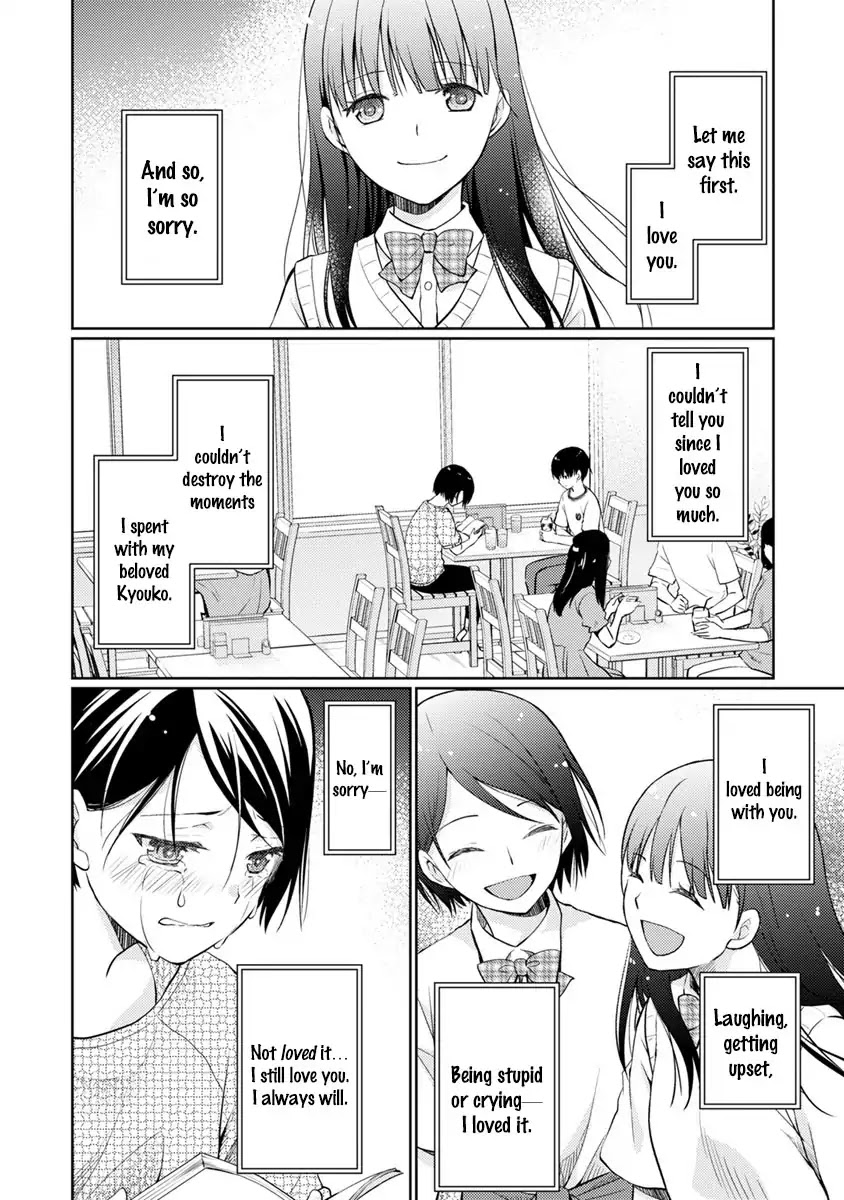 Let me
say this
first.
I
love
you.
And so,
I'm so
sorry.
I
couldn't
tell you
since I
loved
you so
much.
I
couldn't
destroy the
moments
I spent
with my
beloved
Kyouko.
I
loved being
with you.
Laughing,
getting
upset,
Being stupid
or crying—
I loved it.
No, I'm
sorry—
Not loved it...
I still love you.
I always will.